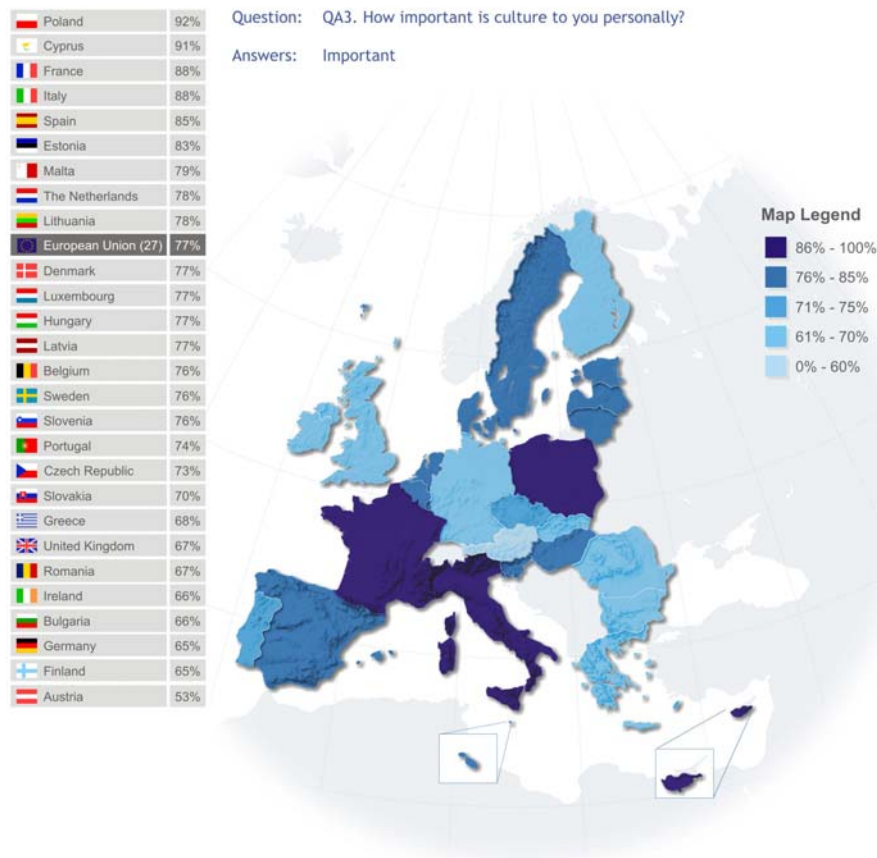 Question: QA3. How important is culture to you personally?
Answers: Important
Poland 92%
Cyprus 91%
France 88%
Italy 88%
Spain 85%
Estonia 83%
Malta 79%
The Netherlands 78%
Lithuania 78%
European Union (27) 77%
Denmark 77%
Luxembourg 77%
Hungary 77%
Latvia 77%
Belgium 76%
Sweden 76%
Slovenia 76%
Portugal 74%
Czech Republic 73%
Slovakia 70%
Greece 68%
United Kingdom 67%
Romania 67%
Ireland 66%
Bulgaria 66%
Germany 65%
Finland 65%
Austria 53%
Map Legend
86% - 100%
76% - 85%
71% - 75%
61% - 70%
0% - 60%